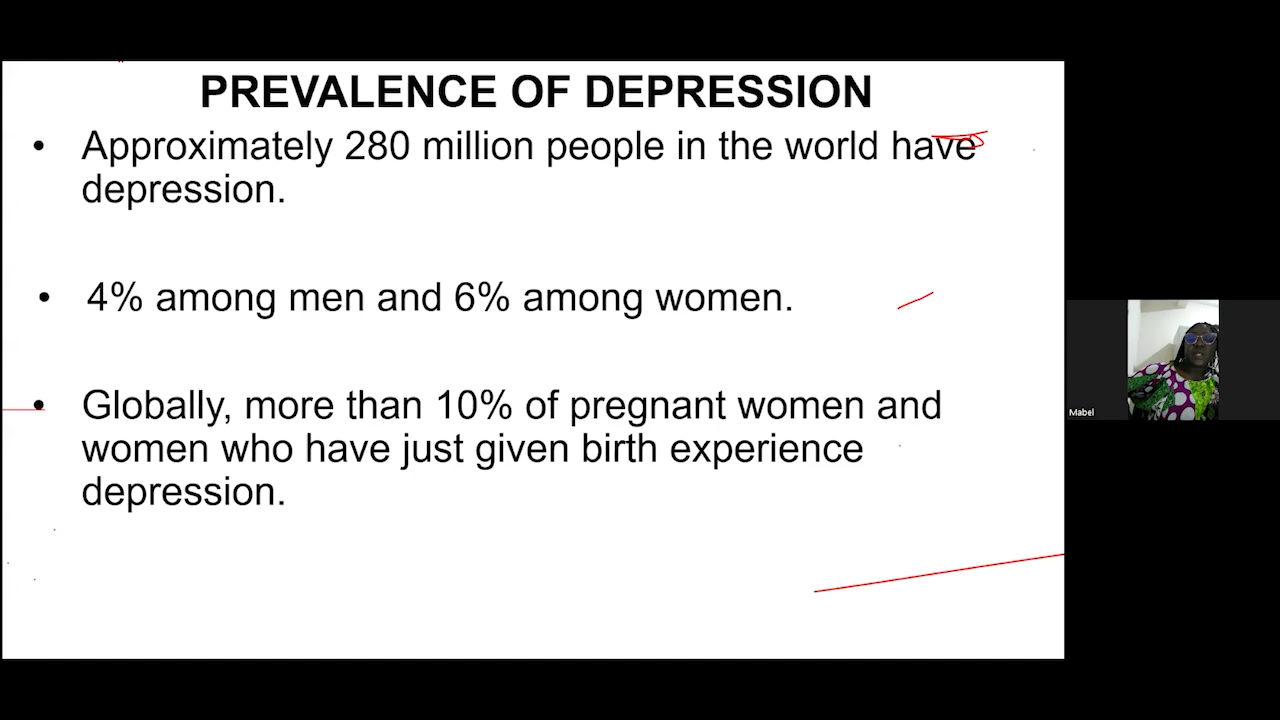 PREVALENCE OF DEPRESSION
• Approximately 280 million people in the world have
depression.
• 4% among men and 6% among women.
• Globally, more than 10% of pregnant women and
women who have just given birth experience
depression.
Mabel